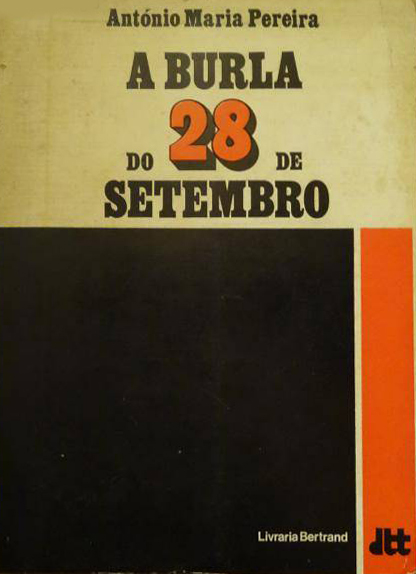 António Maria Pereira
A BURLA
DO 28 DE
SETEMBRO
Livraria Bertrand
dtt